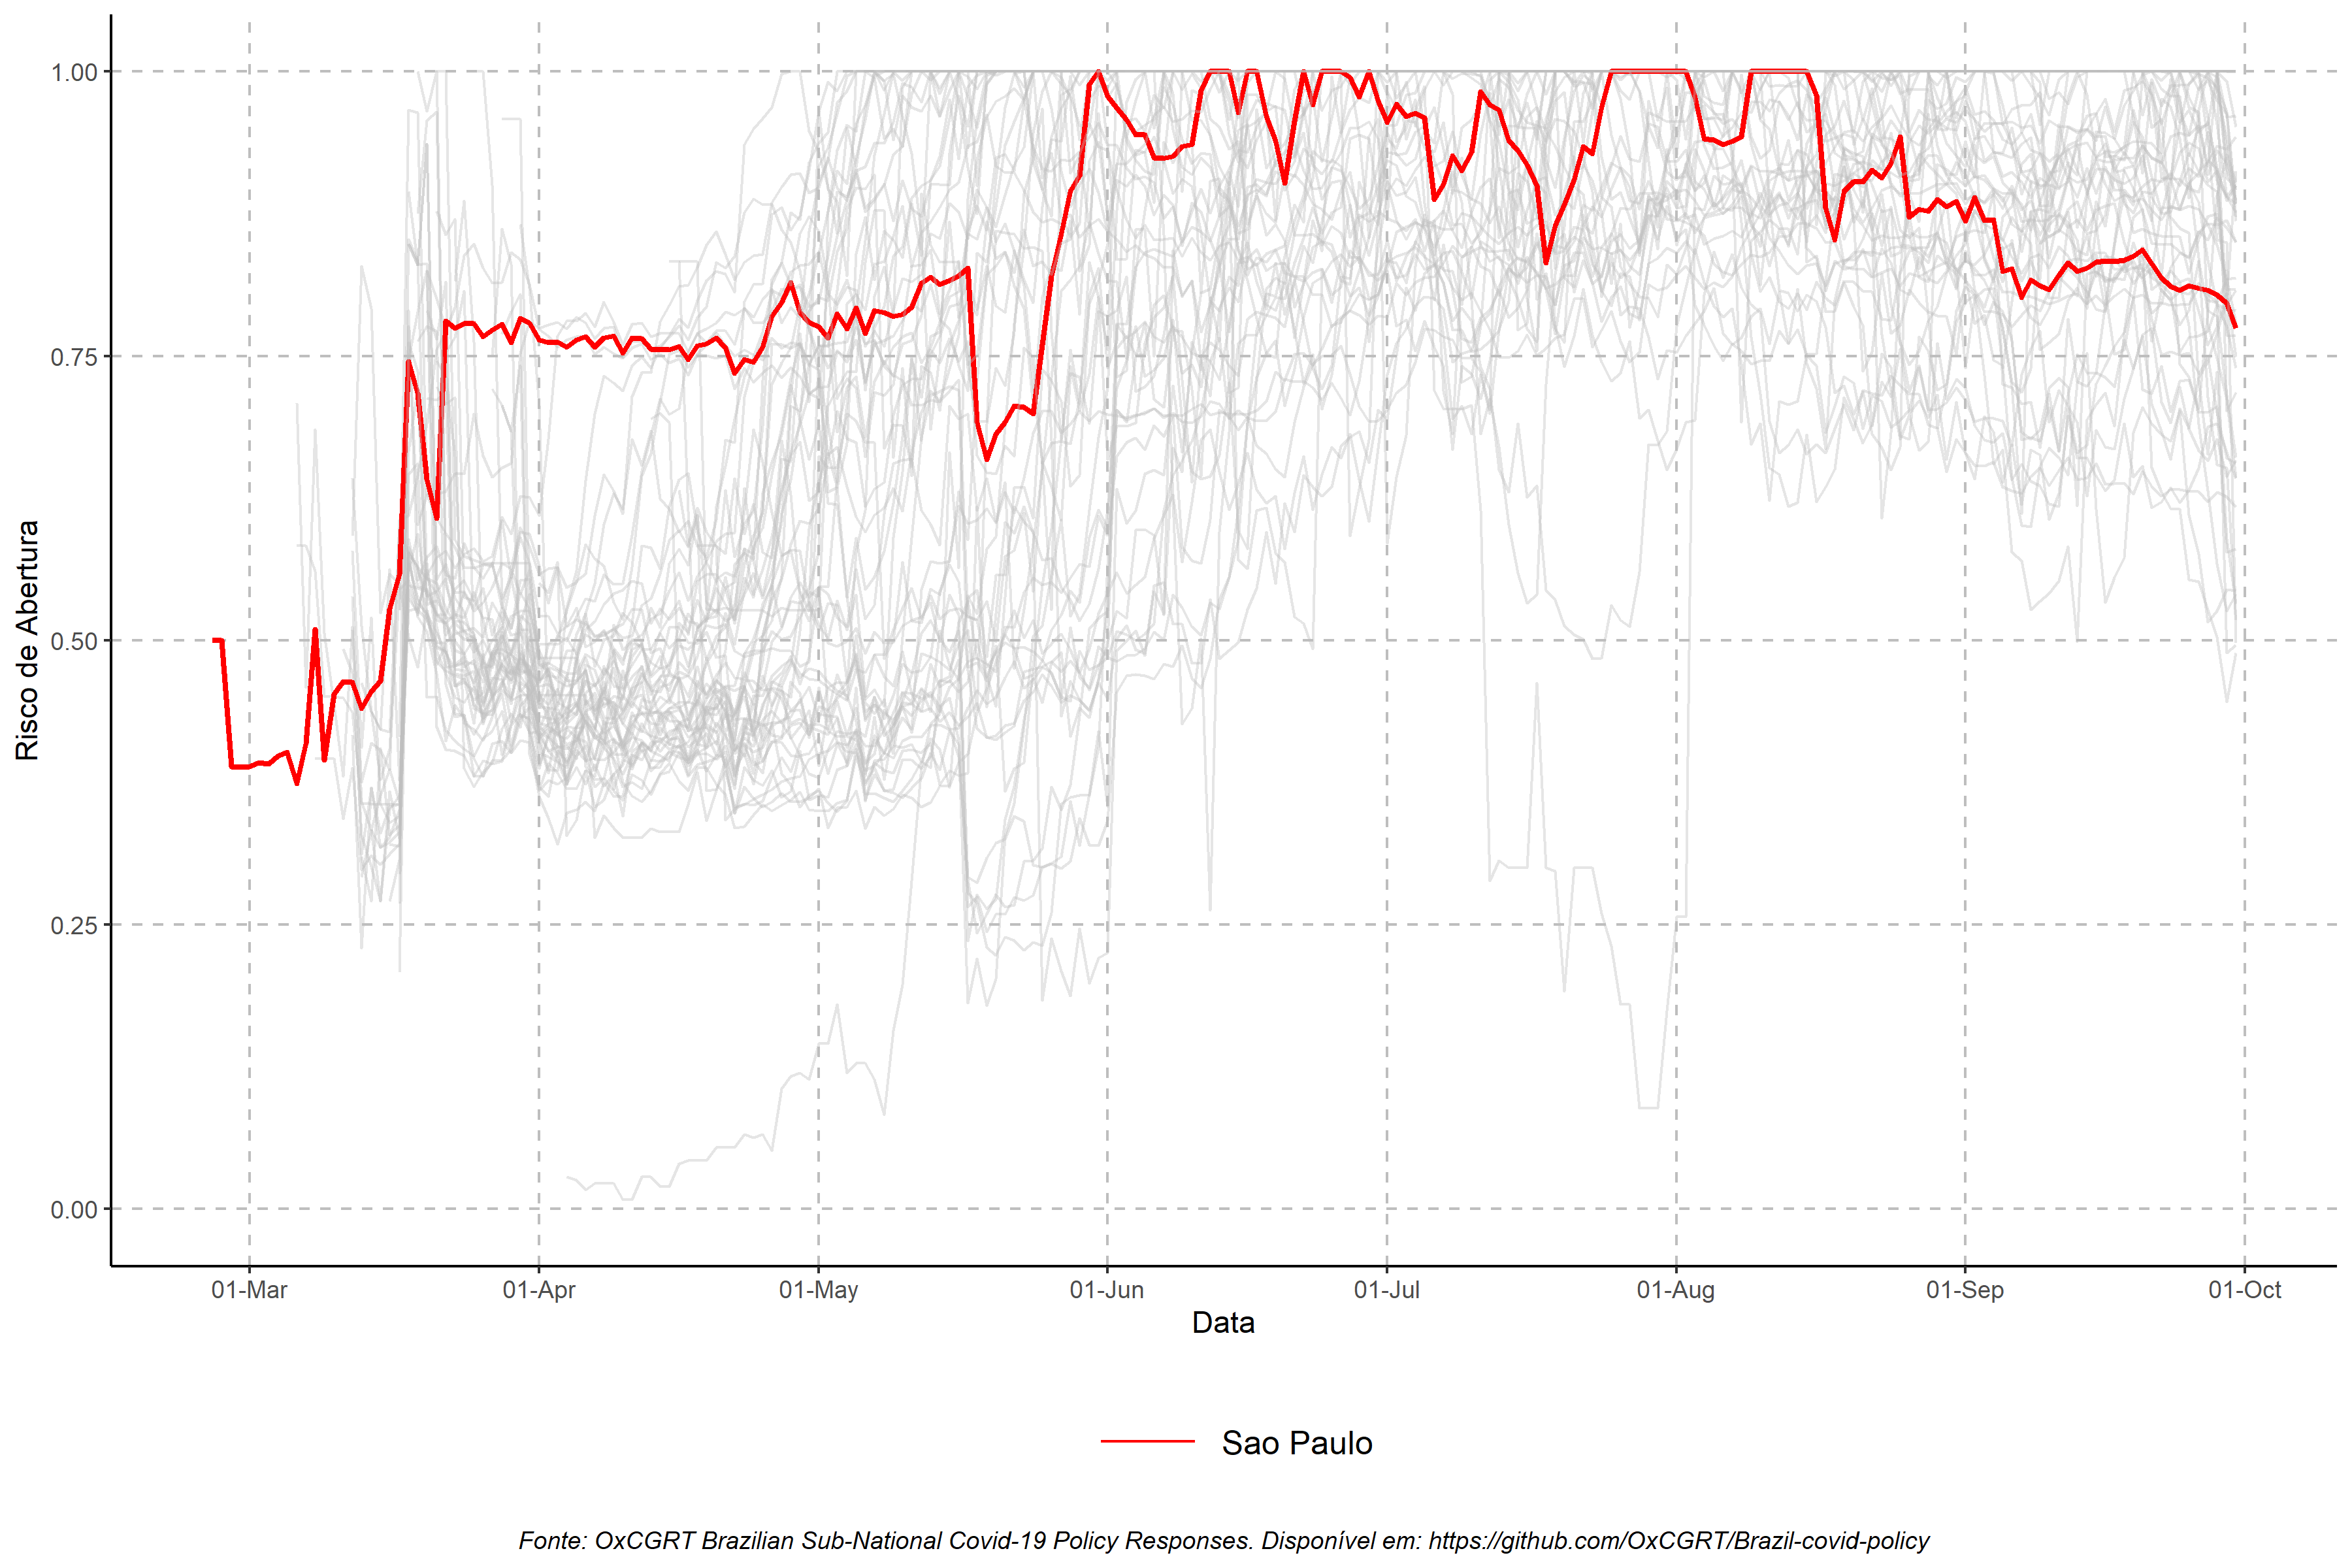 Risco de Abertura
1.00
0.75
0.50
0.25
0.00
01-Mar 01-Apr 01-May 01-Jun 01-Jul 01-Aug 01-Sep 01-Oct
Data
Sao Paulo
Fonte: OxCGRT Brazilian Sub-National Covid-19 Policy Responses. Disponível em: https://github.com/OxCGRT/Brazil-covid-policy